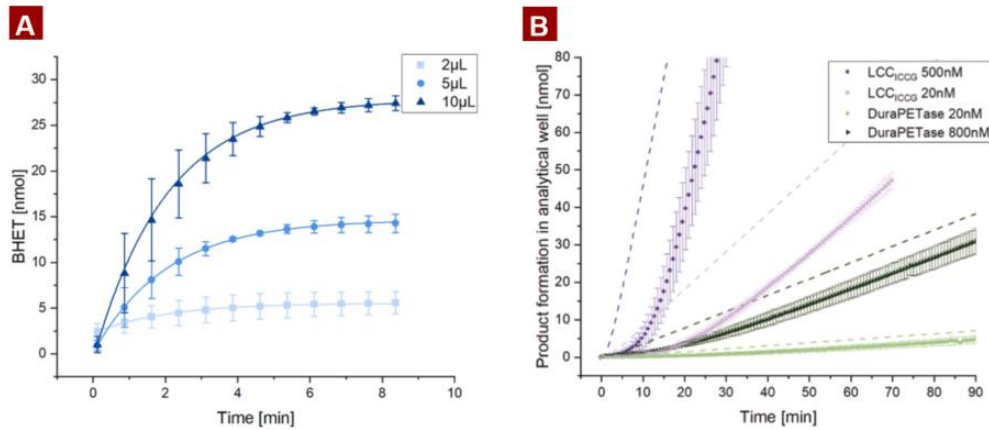 A
BHET [nmol]
30
25
20
15
10
5
0
2μL
5μL
10μL
0 2 4 6 8 10
Time [min]
B
Product formation in analytical well [nmol]
80
70
60
50
40
30
20
10
0
LCC_ICCG 500nM
LCC_ICCG 20nM
DuraPETase 20nM
DuraPETase 800nM
0 10 20 30 40 50 60 70 80 90
Time [min]